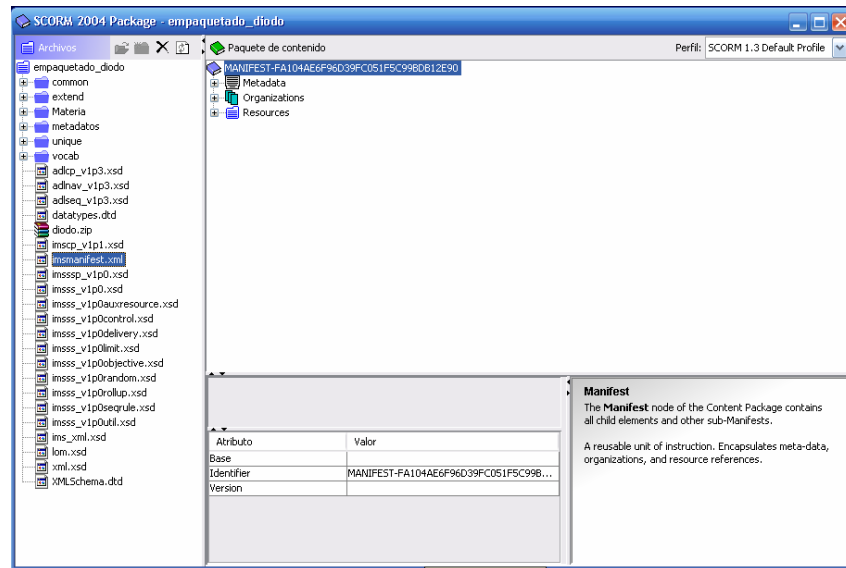 SCORM 2004 Package - empaquetado_diodo
Archivos
Paquete de contenido
Perfil: SCORM 1.3 Default Profile
empaquetado_diodo
common
extend
Materia
metadatos
unique
vocab
adlcp_v1p3.xsd
adlnav_v1p3.xsd
adlseq_v1p3.xsd
datatypes.dtd
diodo.zip
imscp_v1p1.xsd
imsmanifest.xml
imsssp_v1p0.xsd
imsss_v1p0.xsd
imsss_v1p0auxresource.xsd
imsss_v1p0control.xsd
imsss_v1p0delivery.xsd
imsss_v1p0limit.xsd
imsss_v1p0objective.xsd
imsss_v1p0random.xsd
imsss_v1p0rollup.xsd
imsss_v1p0seqrule.xsd
imsss_v1p0util.xsd
ims_xml.xsd
lom.xsd
xml.xsd
XMLSchema.dtd
MANIFEST-FA104AE6F96D39FC051F5C99BDB12E90
Metadata
Organizations
Resources
Atributo Valor
Base
Identifier MANIFEST-FA104AE6F96D39FC051F5C99B...
Version
Manifest
The Manifest node of the Content Package contains
all child elements and other sub-Manifests.
A reusable unit of instruction. Encapsulates meta-data,
organizations, and resource references.